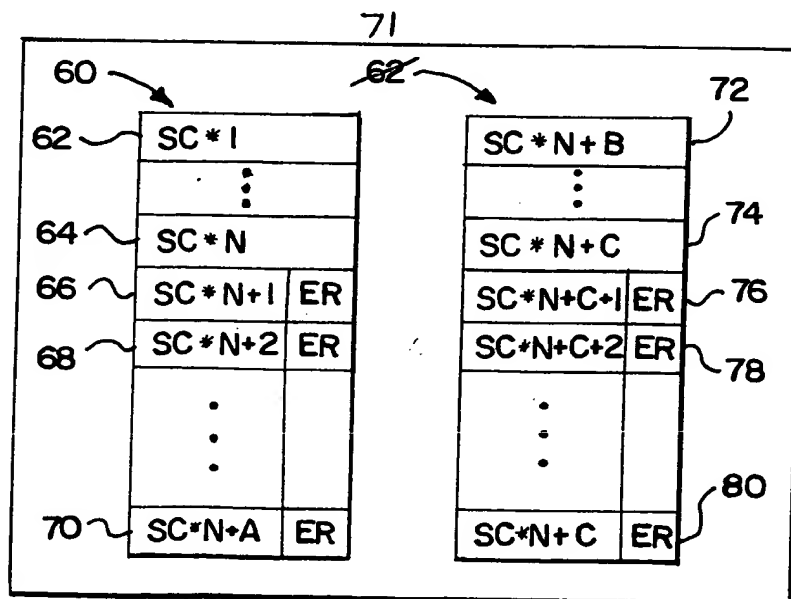 71
60 62
62 SC*1 SC*N+B 72
64 SC*N SC*N+C 74
66 SC*N+1 ER SC*N+C+1 ER 76
68 SC*N+2 ER SC*N+C+2 ER 78
70 SC*N+A ER SC*N+C ER 80